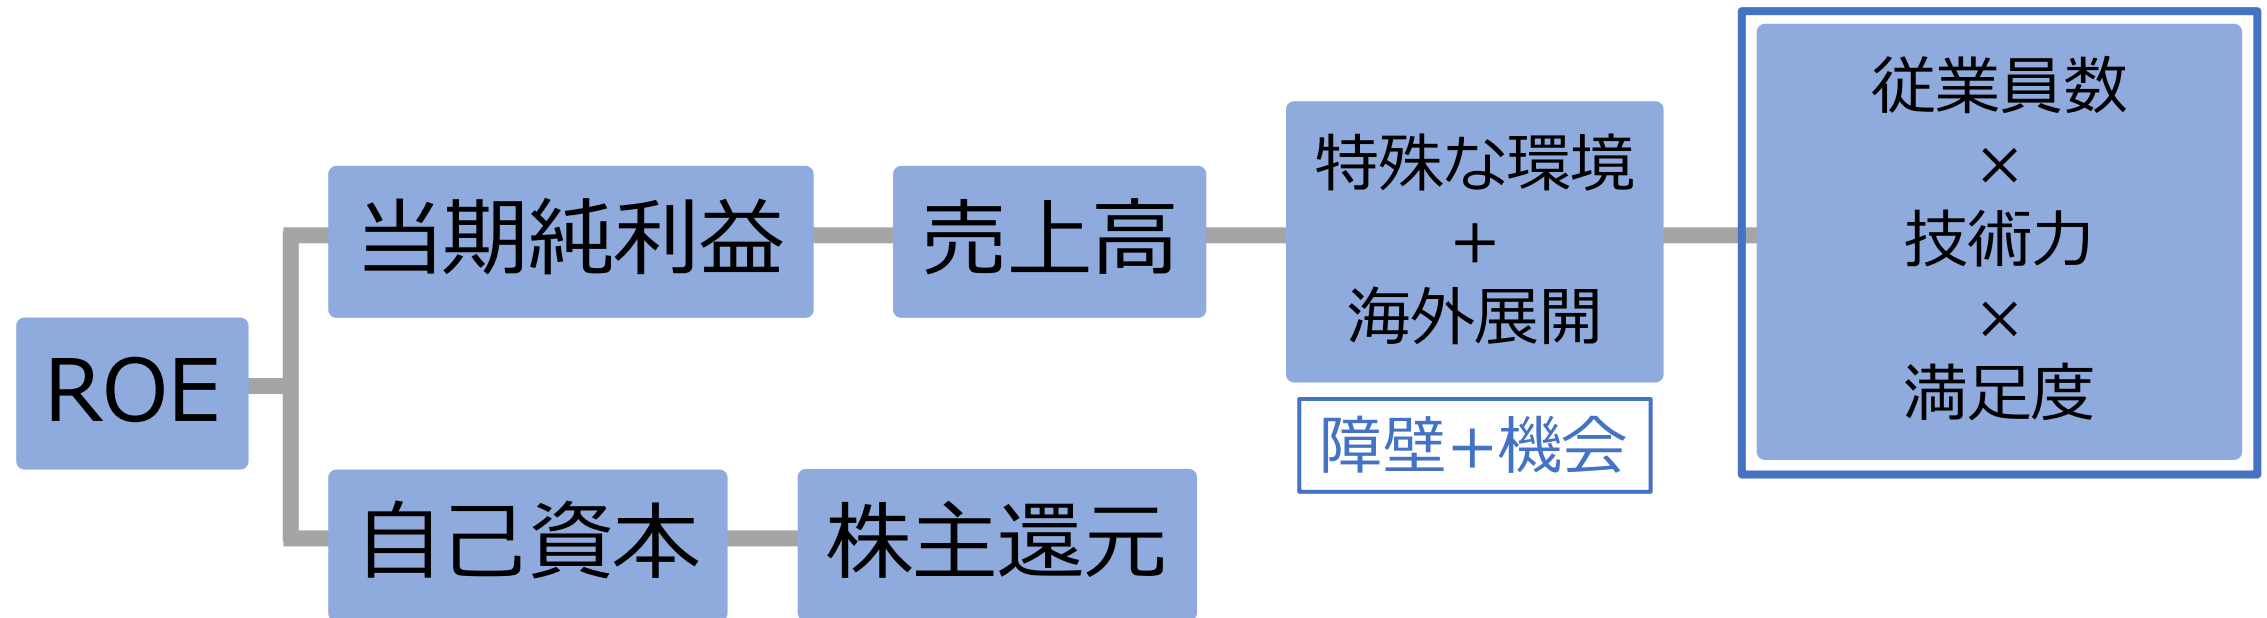 ROE
当期純利益
売上高
特殊な環境
+
海外展開
障壁+機会
従業員数
×
技術力
×
満足度
自己資本
株主還元